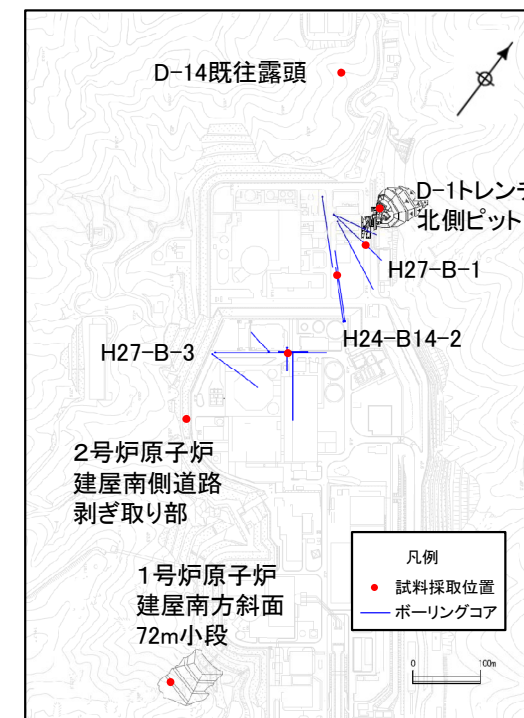 D-14既往露頭
D-1トレンチ
北側ピット
H27-B-1
H24-B14-2
H27-B-3
2号炉原子炉
建屋南側道路
剥ぎ取り部
1号炉原子炉
建屋南方斜面
72m小段
凡例
試料採取位置
ボーリングコア
0 100m